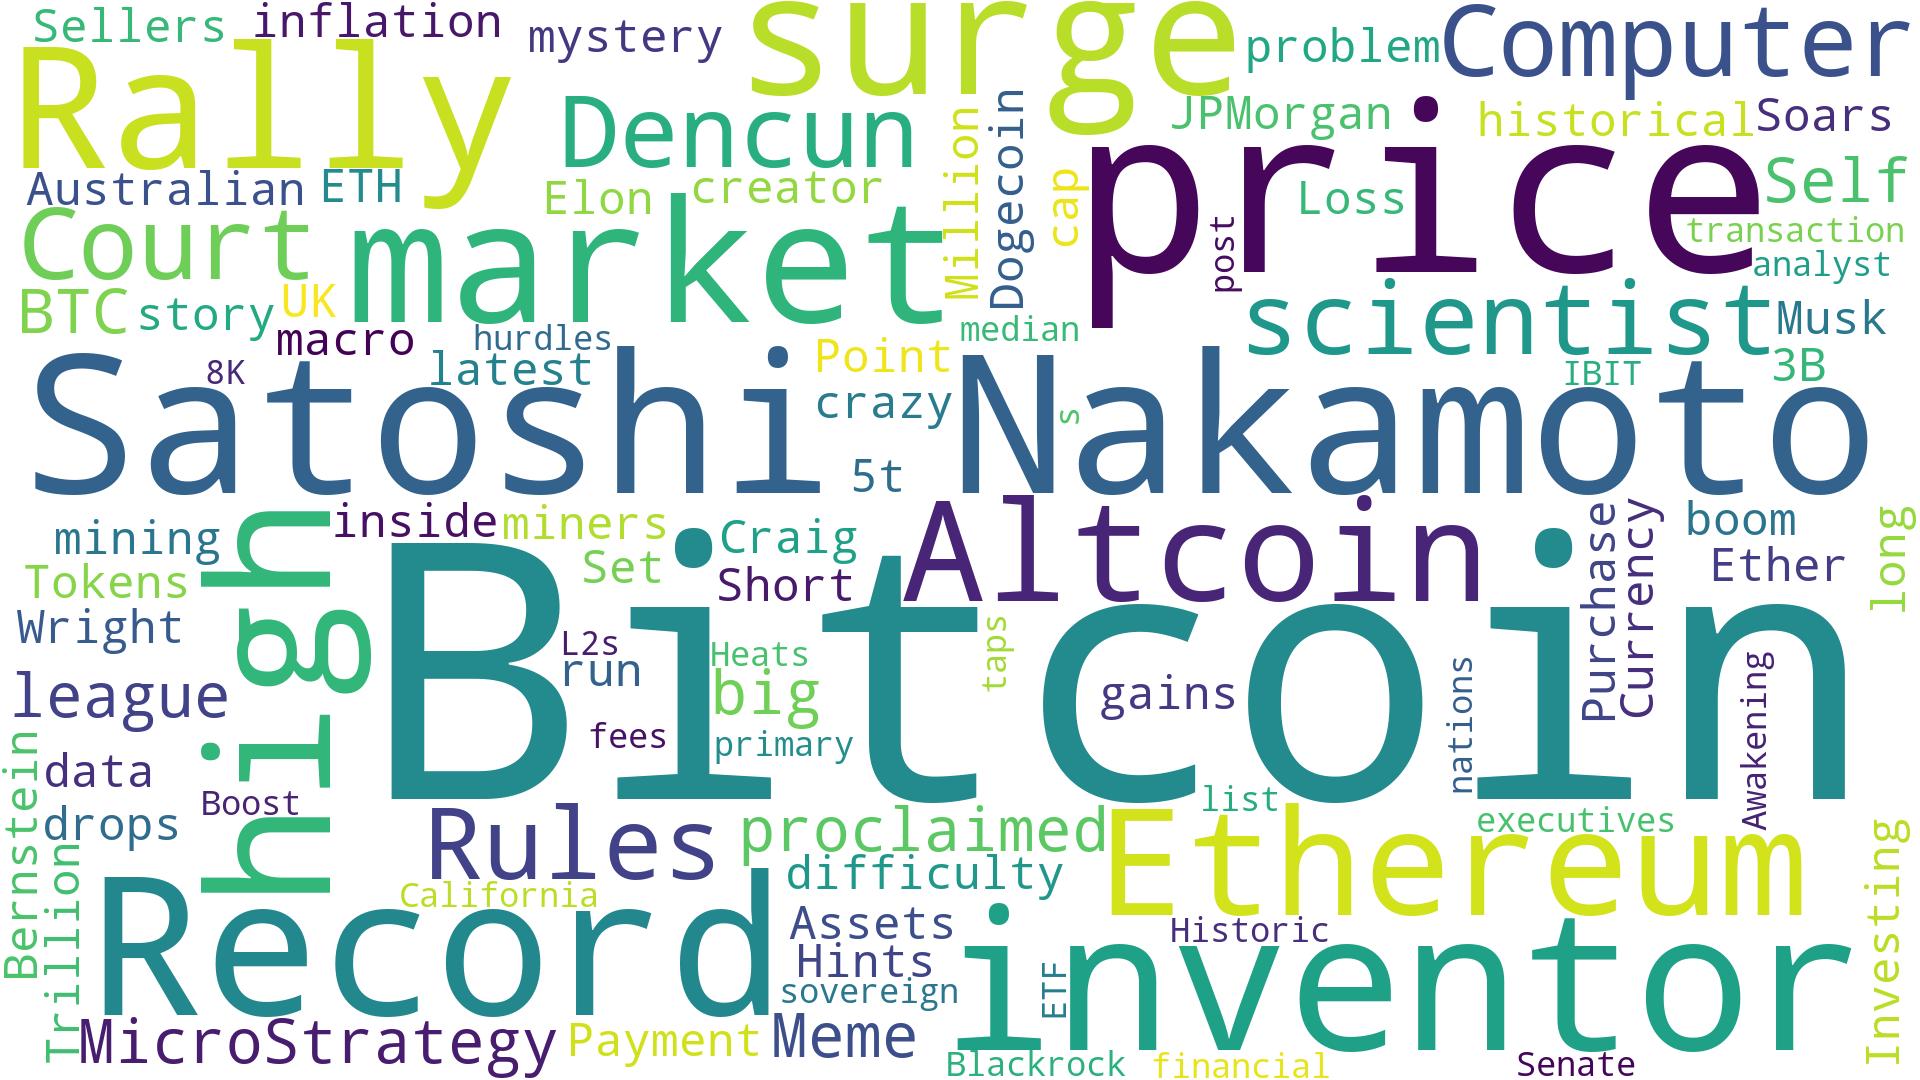 Sellers
inflation
mystery
surge
problem
Computer
Rally
Dencun
Million
Dogecoin
JPMorgan
historical
Soars
price
Australian
ETH
Elon
creator
cap
Loss
Self
Court
market
post
transaction
analyst
BTC
story
UK
macro
hurdles
median
scientist
Musk
8K
latest
Point
IBIT
3B
Satoshi
crazy
Nakamoto
s
5t
mining
high
inside
miners
Craig
Altcoin
Purchase
Currency
boom
long
Tokens
Set
Short
Ether
Wright
Bitcoin
L2s
run
Heats
taps
league
big
gains
nations
Awakening
fees
primary
Bernstein
data
Boost
list
drops
Rules
proclaimed
Ethereum
executives
Investing
Trillion
California
difficulty
Record
Assets
Historic
Hints
inventor
sovereign
ETF
MicroStrategy
Payment
Meme
Blackrock
financial
Senate